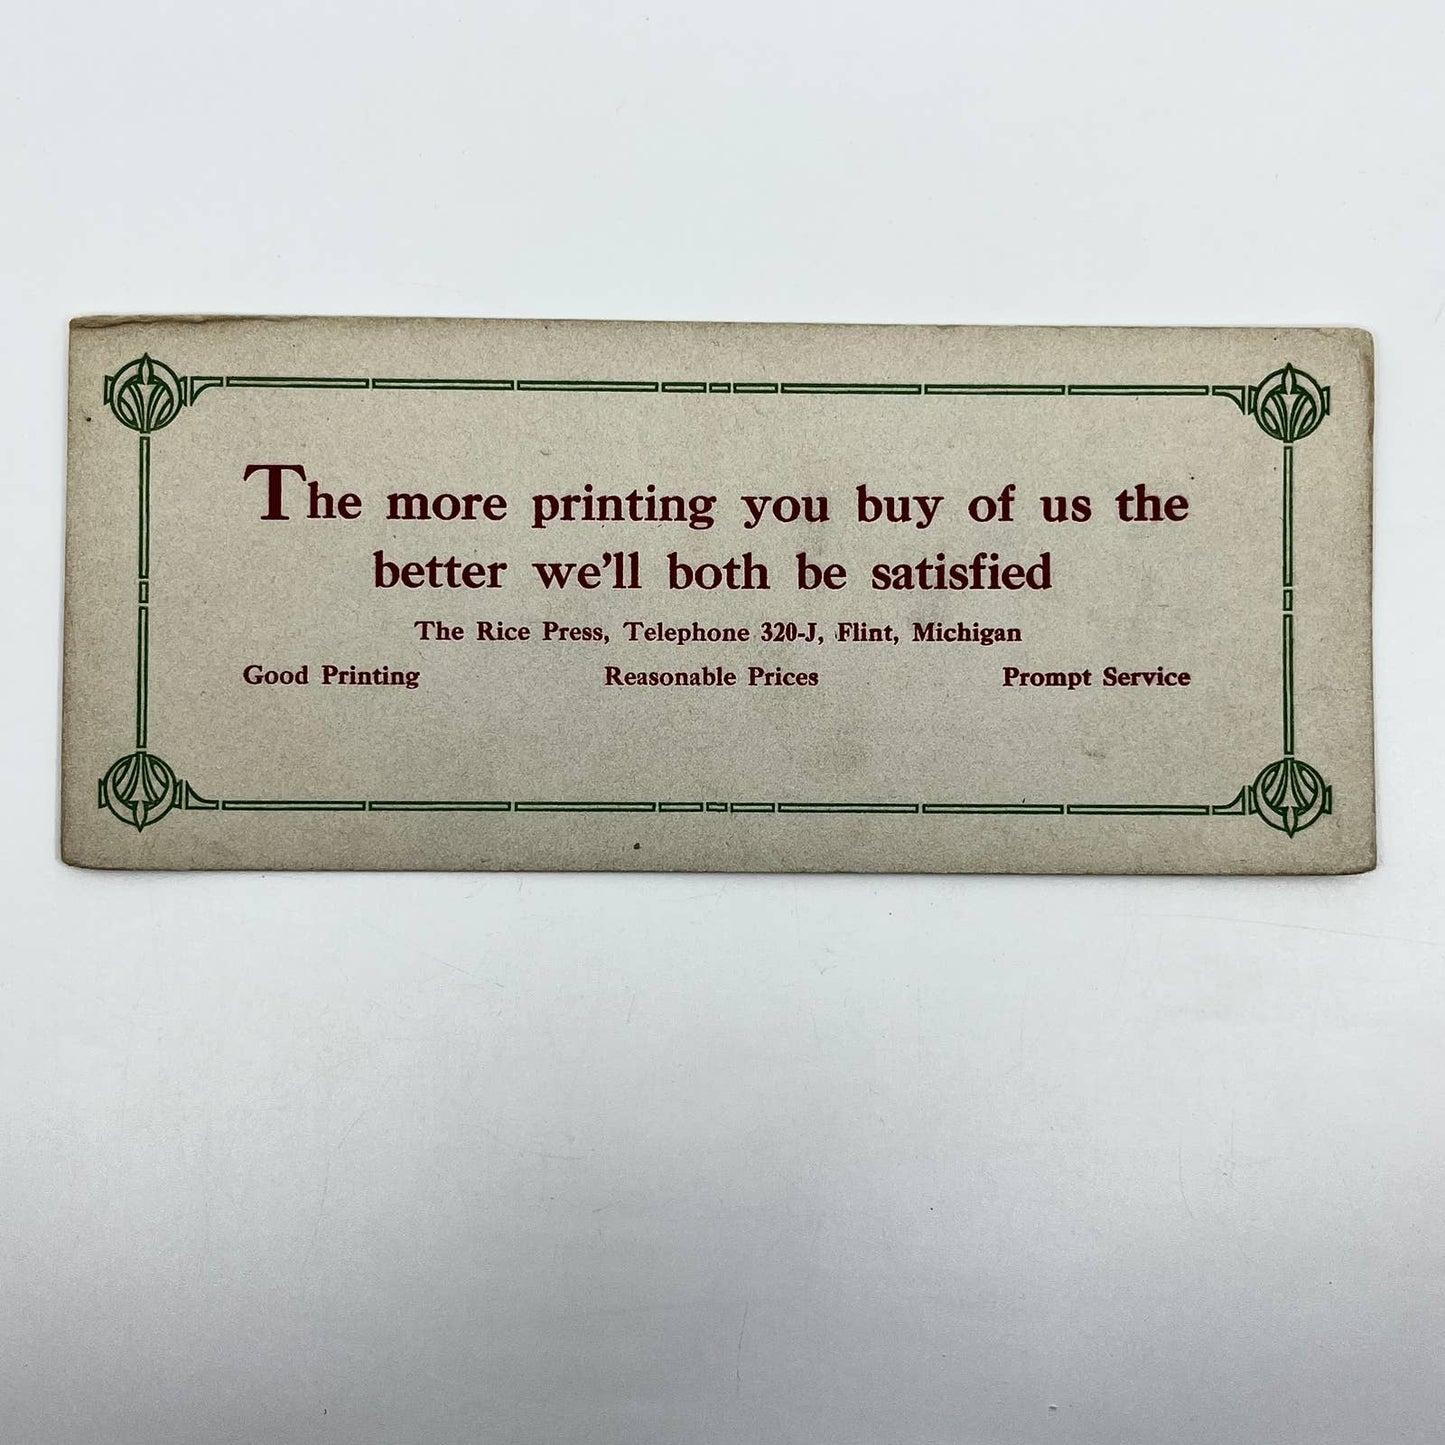 The more printing you buy of us the
better we'll both be satisfied
The Rice Press, Telephone 320-J, Flint, Michigan
Good Printing Reasonable Prices Prompt Service